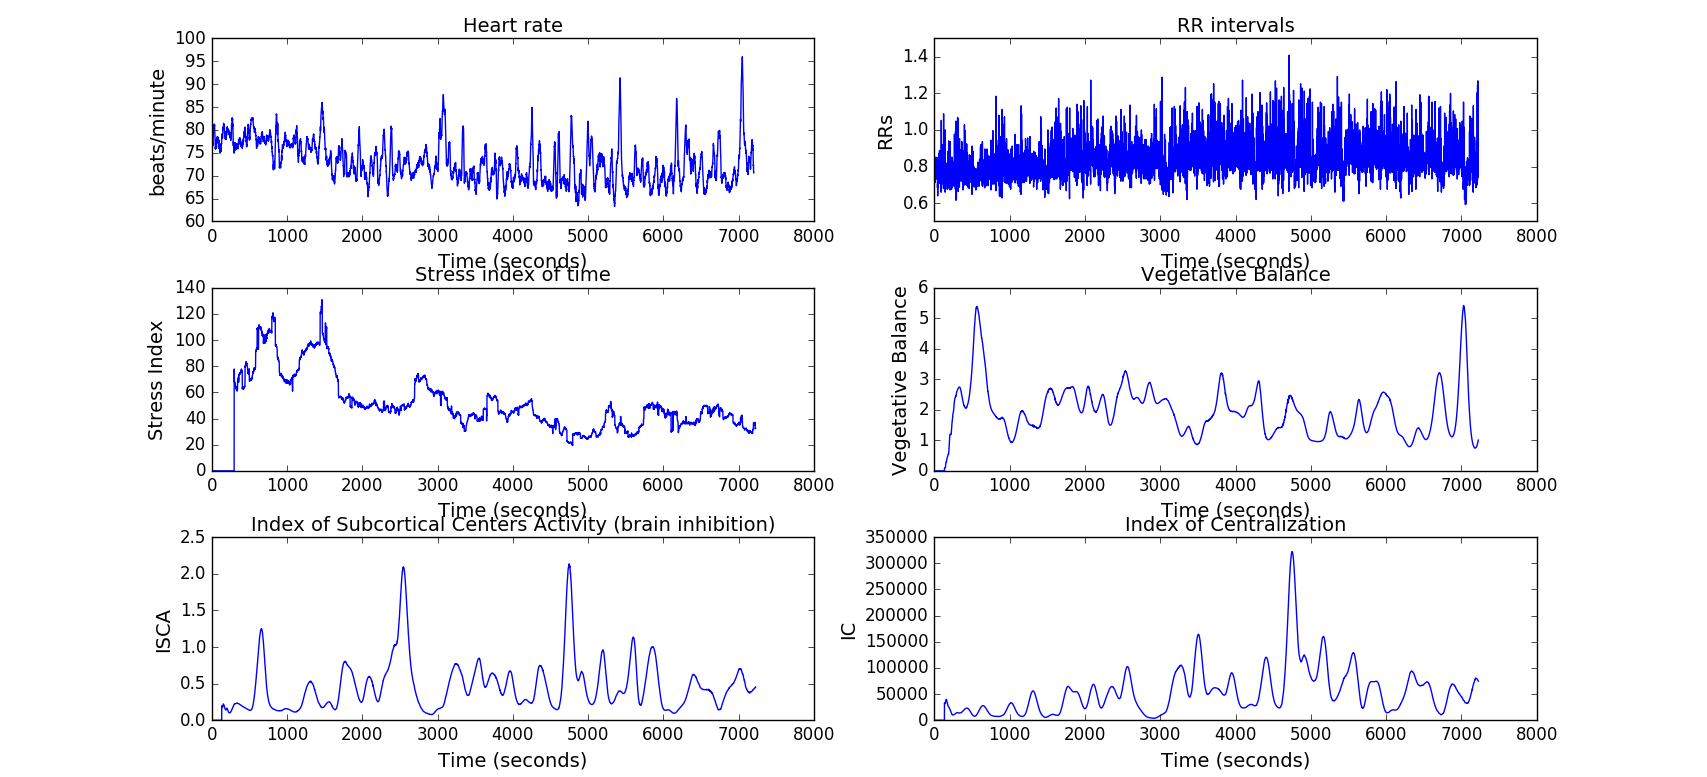 Heart rate
100
95
90
85
80
75
70
65
60
beats/minute
0 1000 2000 3000 4000 5000 6000 7000 8000
Time (seconds)
RR intervals
1.4
1.2
1.0
0.8
0.6
RRs
0 1000 2000 3000 4000 5000 6000 7000 8000
Time (seconds)
Stress index of time
140
120
100
80
60
40
20
0
Stress Index
0 1000 2000 3000 4000 5000 6000 7000 8000
Time (seconds)
Vegetative Balance
6
5
4
3
2
1
0
Vegetative Balance
0 1000 2000 3000 4000 5000 6000 7000 8000
Time (seconds)
Index of Subcortical Centers Activity (brain inhibition)
2.5
2.0
1.5
1.0
0.5
0.0
ISCA
0 1000 2000 3000 4000 5000 6000 7000 8000
Time (seconds)
Index of Centralization
350000
300000
250000
200000
150000
100000
50000
0
IC
0 1000 2000 3000 4000 5000 6000 7000 8000
Time (seconds)